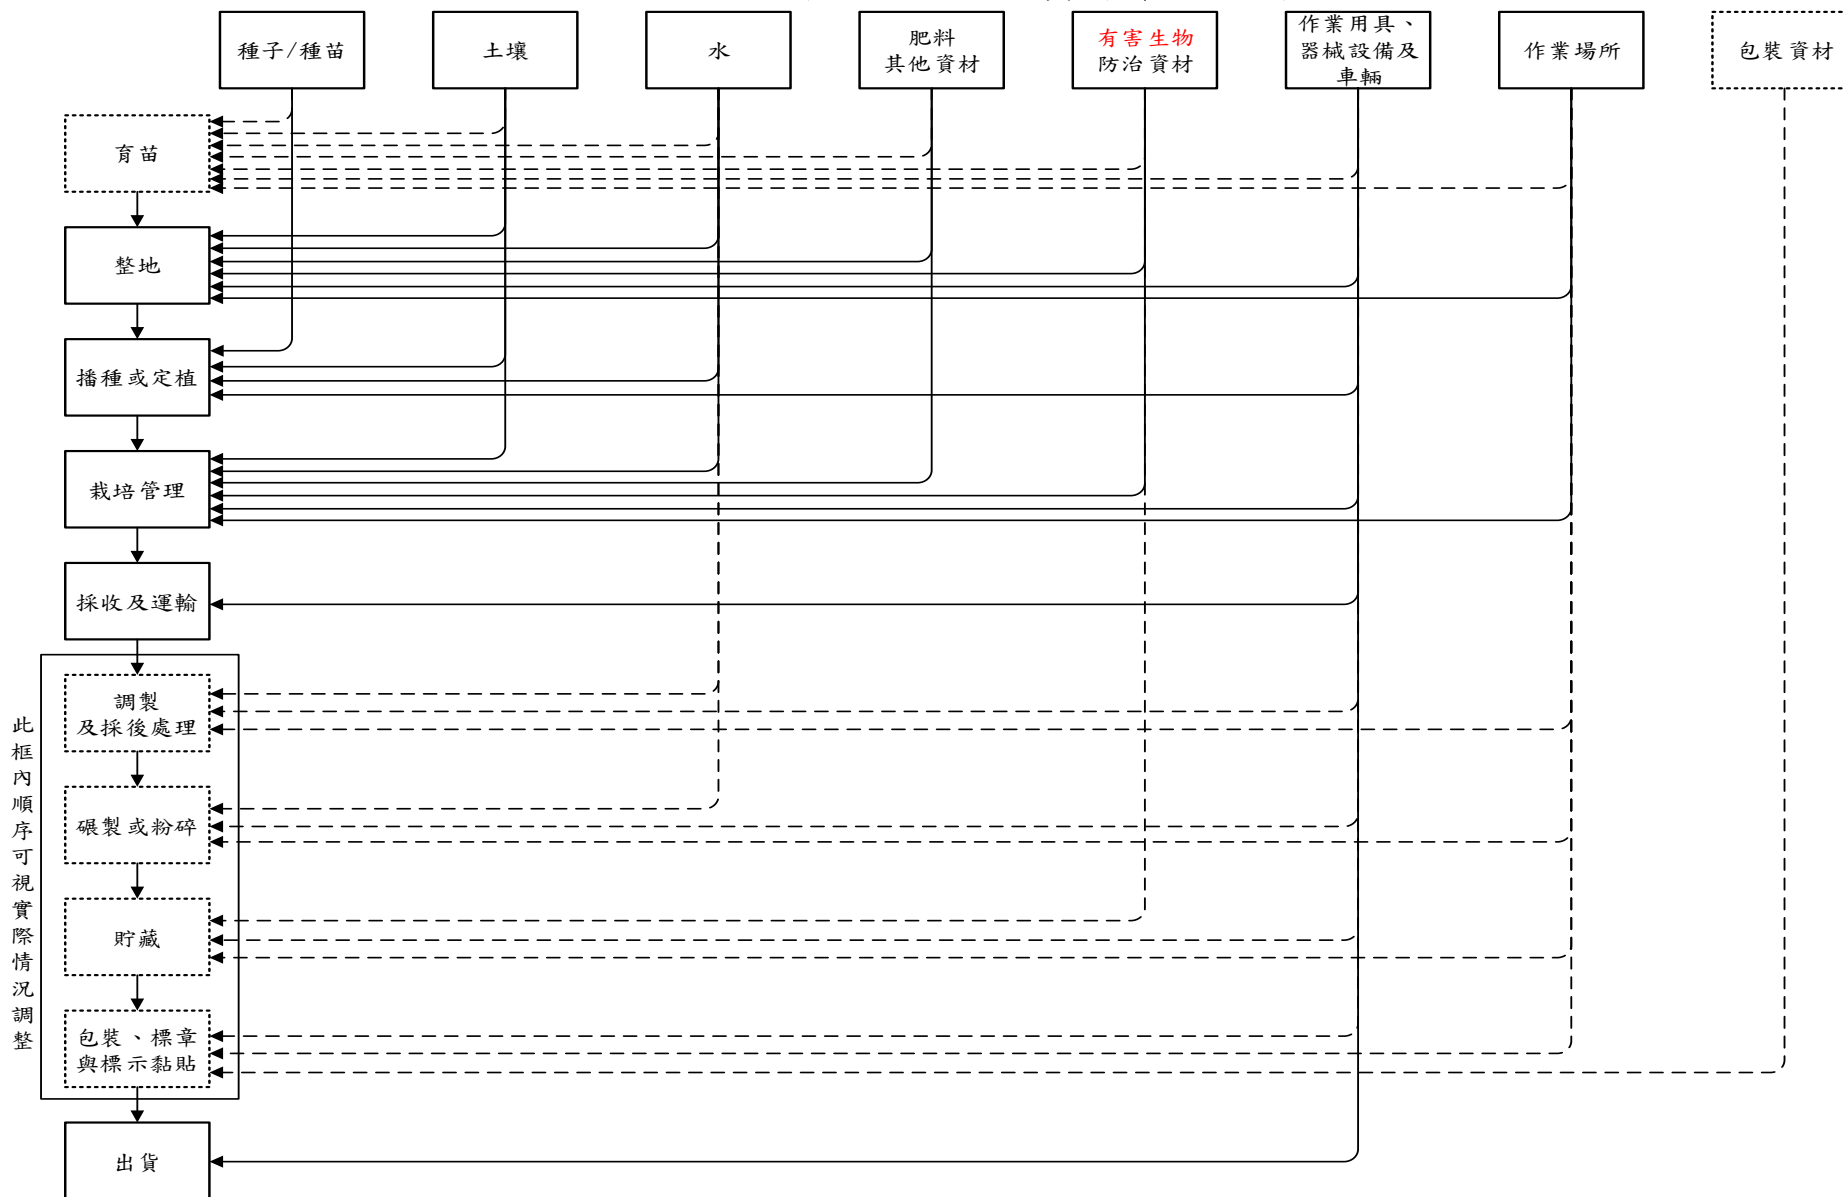 種子/種苗
土壤
水
肥料
其他資材
有害生物
防治資材
作業用具、
器械設備及
車輛
作業場所
包裝資材
育苗
整地
播種或定植
栽培管理
採收及運輸
調製
及採後處理
碾製或粉碎
貯藏
包裝、標章
與標示黏貼
出貨
此框內順序可視實際情況調整